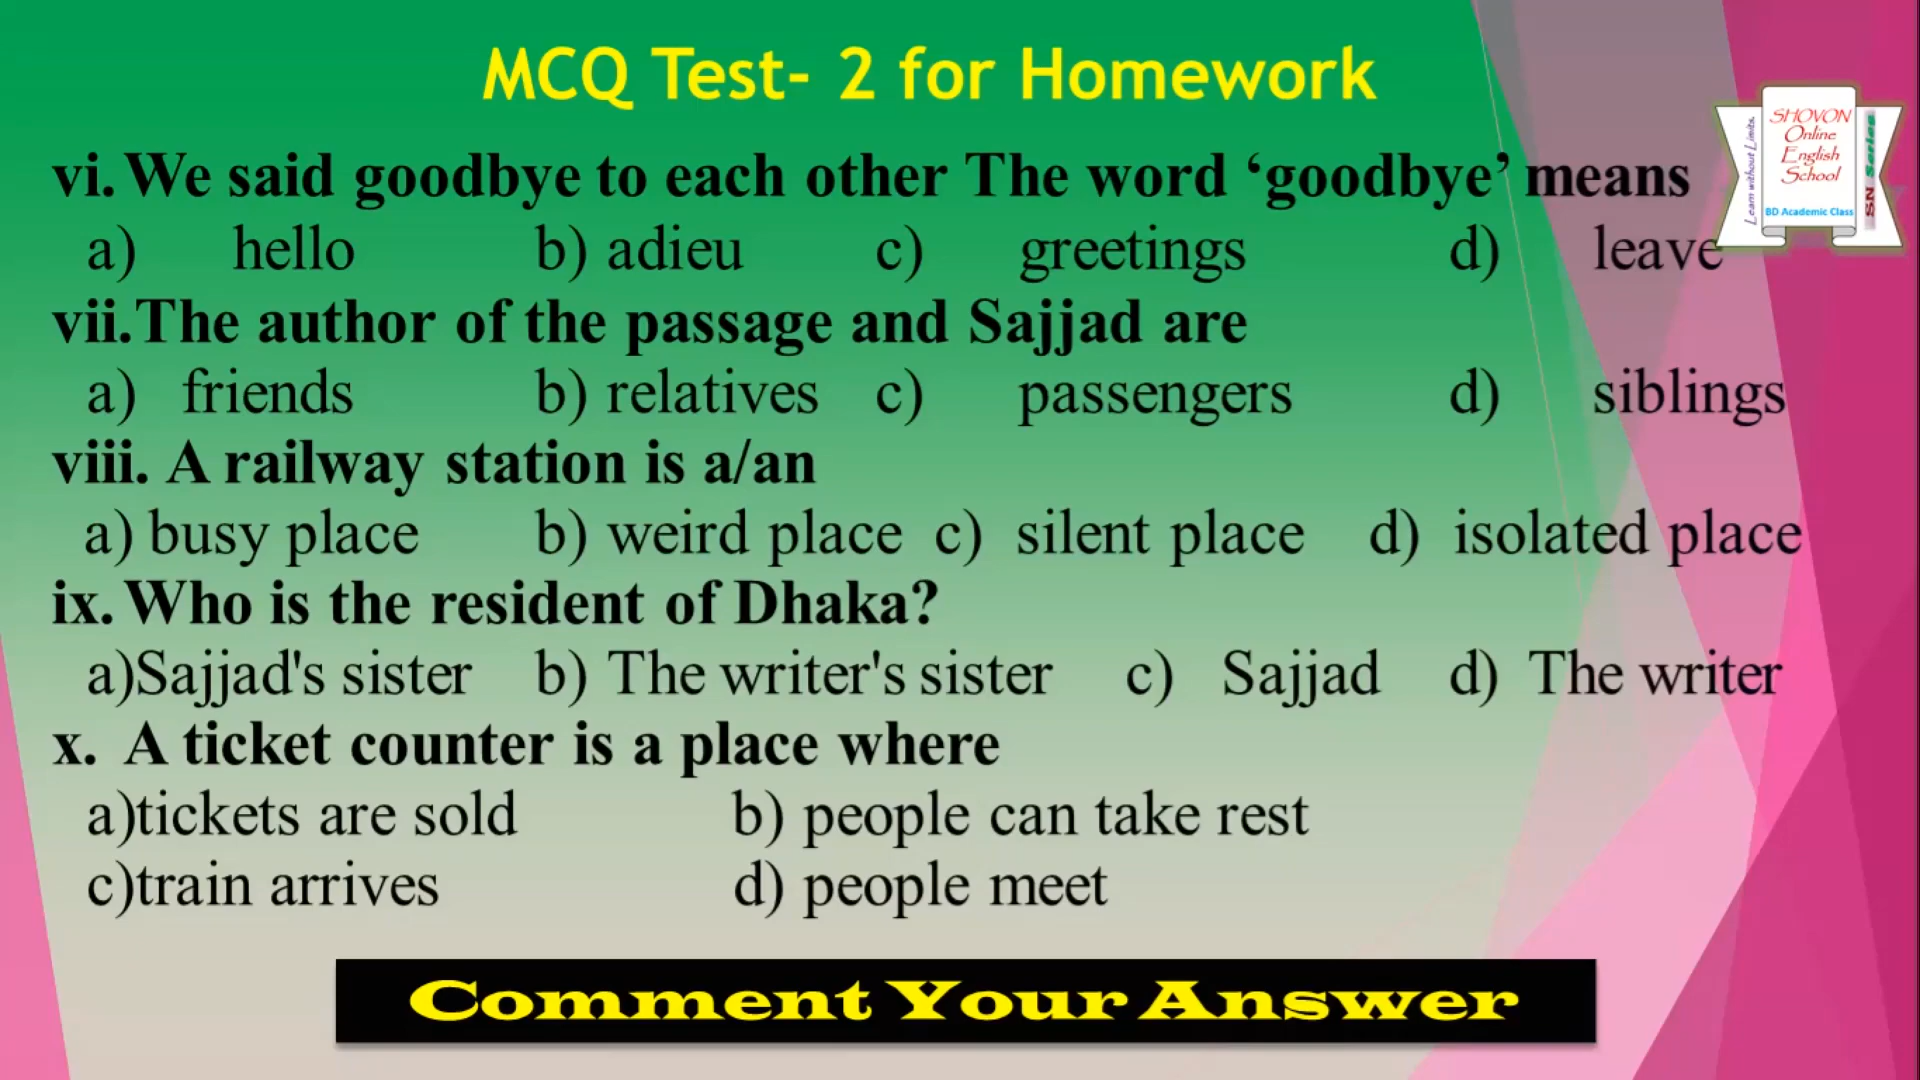 MCQ Test- 2 for Homework
SHOVON
Online
English
School
Learn without Limits.
SN Series
BD Academic Class
vi. We said goodbye to each other The word ‘goodbye’ means
a) hello b) adieu c) greetings d) leave
vii. The author of the passage and Sajjad are
a) friends b) relatives c) passengers d) siblings
viii. A railway station is a/an
a) busy place b) weird place c) silent place d) isolated place
ix. Who is the resident of Dhaka?
a)Sajjad's sister b) The writer's sister c) Sajjad d) The writer
x. A ticket counter is a place where
a)tickets are sold b) people can take rest
c)train arrives d) people meet
Comment Your Answer